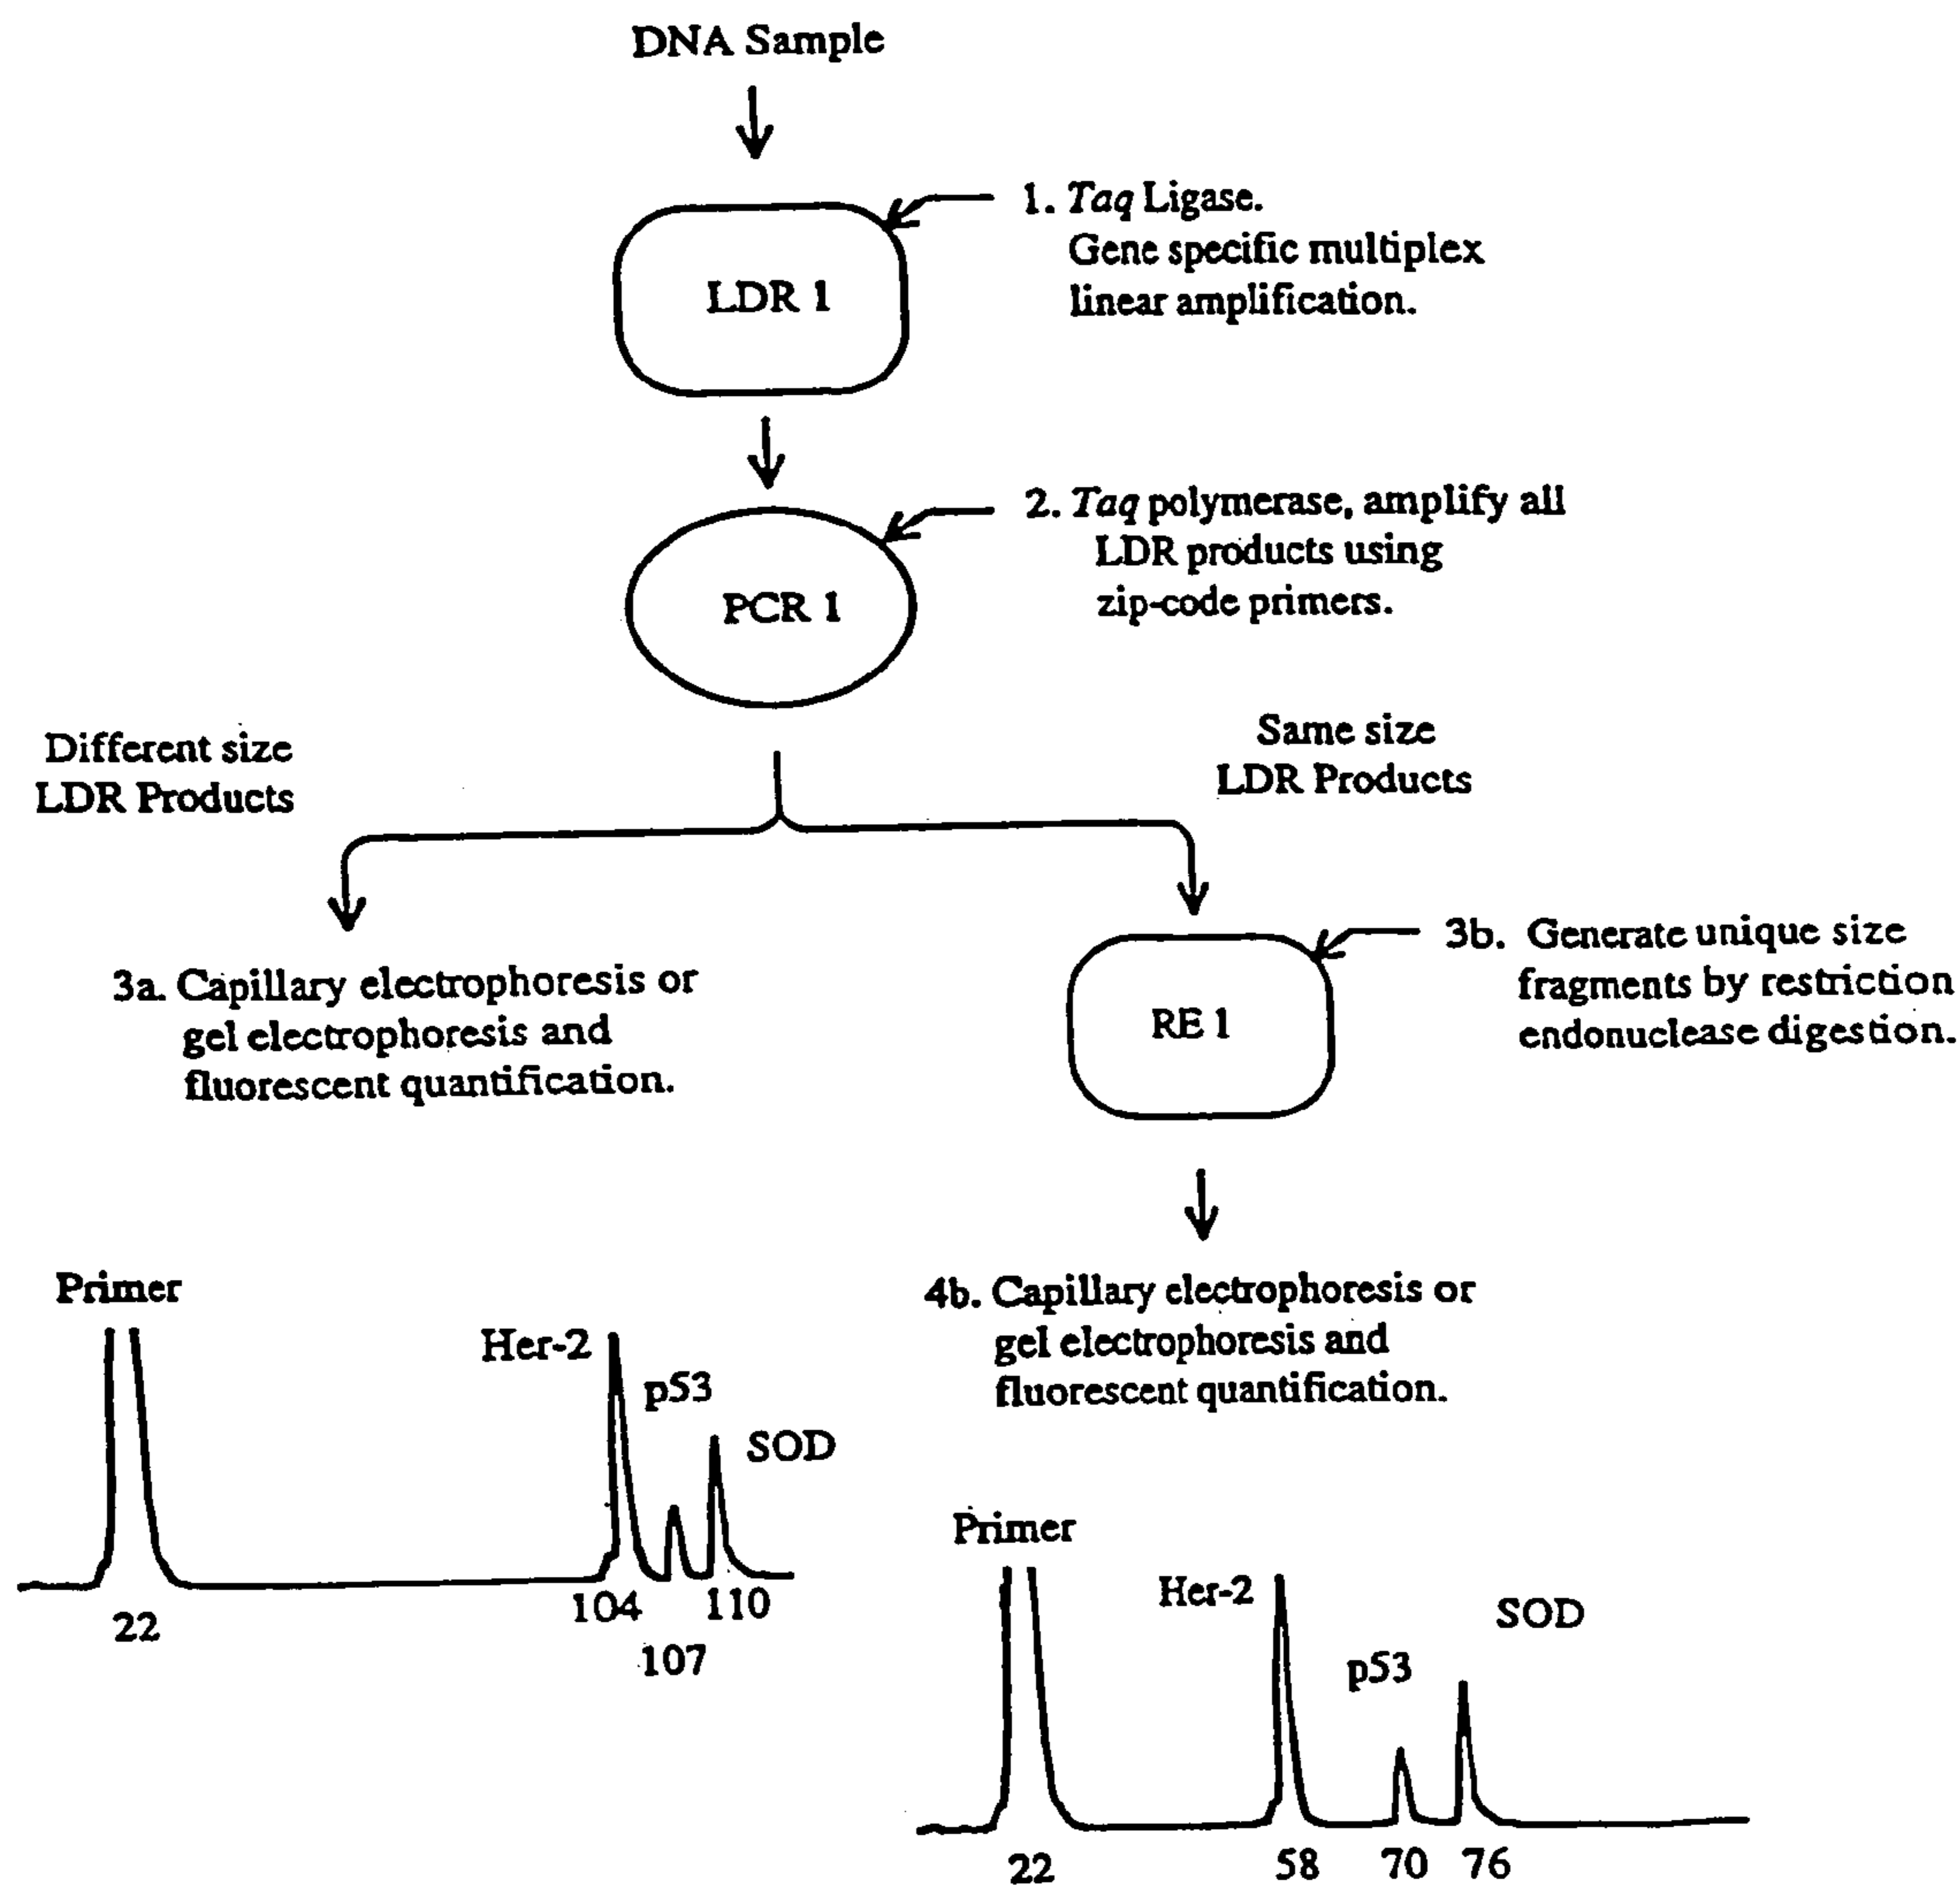 DNA Sample
1. Taq Ligase.
Gene specific multiplex
linear amplification.
LDR 1
2. Taq polymerase, amplify all
LDR products using
zip-code primers.
PCR 1
Different size
LDR Products
Same size
LDR Products
3a. Capillary electrophoresis or
gel electrophoresis and
fluorescent quantification.
3b. Generate unique size
fragments by restriction
endonuclease digestion.
RE 1
4b. Capillary electrophoresis or
gel electrophoresis and
fluorescent quantification.
Primer
Her-2
p53
SOD
22
104
107
110
Primer
Her-2
p53
SOD
22
58
70
76